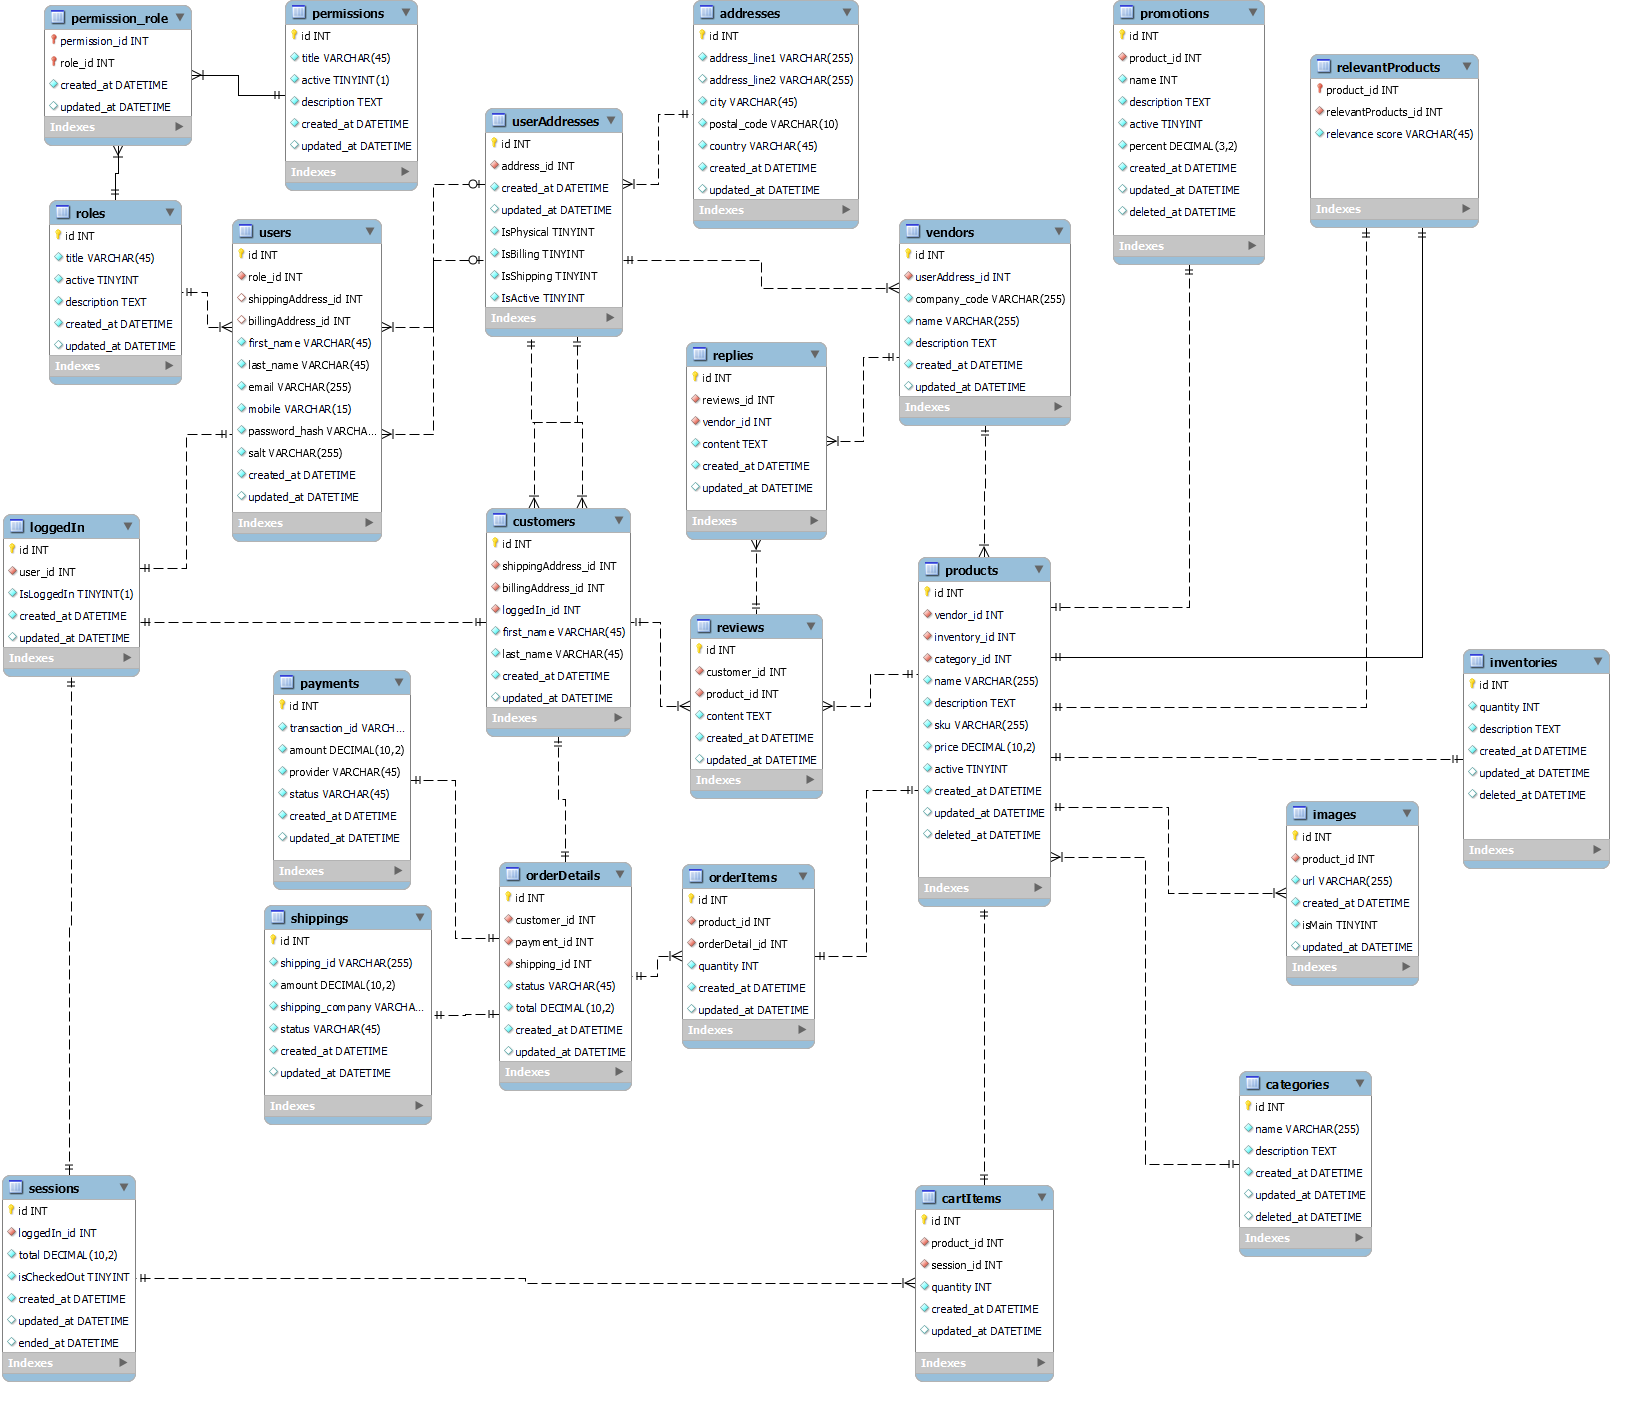 permission_role
permission_id INT
role_id INT
created_at DATETIME
updated_at DATETIME
Indexes
permissions
id INT
title VARCHAR(45)
active TINYINT(1)
description TEXT
created_at DATETIME
updated_at DATETIME
Indexes
addresses
id INT
address_line1 VARCHAR(255)
address_line2 VARCHAR(255)
city VARCHAR(45)
postal_code VARCHAR(10)
country VARCHAR(45)
created_at DATETIME
updated_at DATETIME
Indexes
promotions
id INT
product_id INT
name INT
description TEXT
active TINYINT
percent DECIMAL(3,2)
created_at DATETIME
updated_at DATETIME
deleted_at DATETIME
Indexes
relevantProducts
product_id INT
relevantProducts_id INT
relevance score VARCHAR(45)
Indexes
userAddresses
id INT
address_id INT
created_at DATETIME
updated_at DATETIME
IsPhysical TINYINT
IsBilling TINYINT
IsShipping TINYINT
IsActive TINYINT
Indexes
roles
id INT
title VARCHAR(45)
active TINYINT
description TEXT
created_at DATETIME
updated_at DATETIME
Indexes
users
id INT
role_id INT
shippingAddress_id INT
billingAddress_id INT
first_name VARCHAR(45)
last_name VARCHAR(45)
email VARCHAR(255)
mobile VARCHAR(15)
password_hash VARCHA...
salt VARCHAR(255)
created_at DATETIME
updated_at DATETIME
Indexes
vendors
id INT
userAddress_id INT
company_code VARCHAR(255)
name VARCHAR(255)
description TEXT
created_at DATETIME
updated_at DATETIME
Indexes
replies
id INT
reviews_id INT
vendor_id INT
content TEXT
created_at DATETIME
updated_at DATETIME
Indexes
loggedIn
id INT
user_id INT
IsLoggedIn TINYINT(1)
created_at DATETIME
updated_at DATETIME
Indexes
customers
id INT
shippingAddress_id INT
billingAddress_id INT
loggedIn_id INT
first_name VARCHAR(45)
last_name VARCHAR(45)
created_at DATETIME
updated_at DATETIME
Indexes
products
id INT
vendor_id INT
inventory_id INT
category_id INT
name VARCHAR(255)
description TEXT
sku VARCHAR(255)
price DECIMAL(10,2)
active TINYINT
created_at DATETIME
updated_at DATETIME
deleted_at DATETIME
Indexes
reviews
id INT
customer_id INT
product_id INT
content TEXT
created_at DATETIME
updated_at DATETIME
Indexes
inventories
id INT
quantity INT
description TEXT
created_at DATETIME
updated_at DATETIME
deleted_at DATETIME
Indexes
payments
id INT
transaction_id VARCH...
amount DECIMAL(10,2)
provider VARCHAR(45)
status VARCHAR(45)
created_at DATETIME
updated_at DATETIME
Indexes
images
id INT
product_id INT
url VARCHAR(255)
created_at DATETIME
isMain TINYINT
updated_at DATETIME
Indexes
orderDetails
id INT
customer_id INT
payment_id INT
shipping_id INT
status VARCHAR(45)
total DECIMAL(10,2)
created_at DATETIME
updated_at DATETIME
Indexes
orderItems
id INT
product_id INT
orderDetail_id INT
quantity INT
created_at DATETIME
updated_at DATETIME
Indexes
shippings
id INT
shipping_id VARCHAR(255)
amount DECIMAL(10,2)
shipping_company VARCHA...
status VARCHAR(45)
created_at DATETIME
updated_at DATETIME
Indexes
categories
id INT
name VARCHAR(255)
description TEXT
created_at DATETIME
updated_at DATETIME
deleted_at DATETIME
Indexes
sessions
id INT
loggedIn_id INT
total DECIMAL(10,2)
isCheckedOut TINYINT
created_at DATETIME
updated_at DATETIME
ended_at DATETIME
Indexes
cartItems
id INT
product_id INT
session_id INT
quantity INT
created_at DATETIME
updated_at DATETIME
Indexes